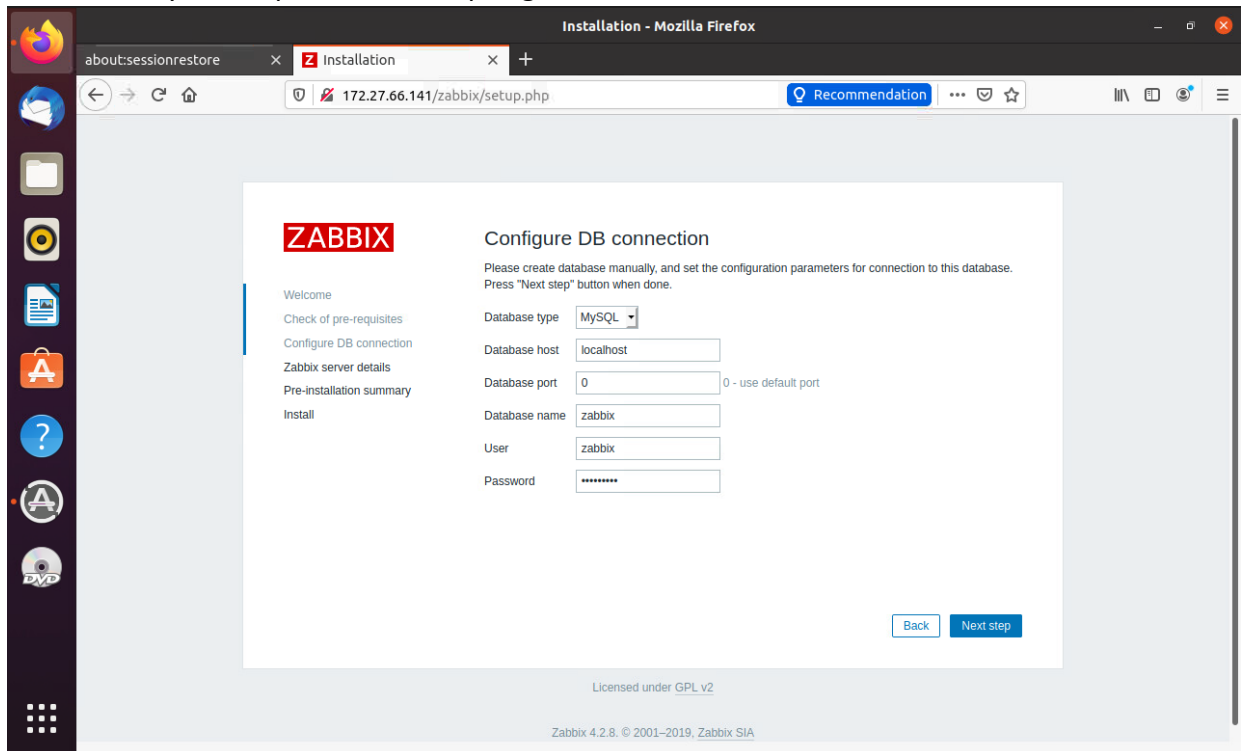 Installation - Mozilla Firefox
about:sessionrestore
Z Installation
172.27.66.141/zabbix/setup.php
Recommendation
ZABBIX
Welcome
Check of pre-requisites
Configure DB connection
Zabbix server details
Pre-installation summary
Install
Configure DB connection
Please create database manually, and set the configuration parameters for connection to this database.
Press "Next step" button when done.
Database type MySQL
Database host localhost
Database port 0 0 - use default port
Database name zabbix
User zabbix
Password •••••••••
Back Next step
Licensed under GPL v2
Zabbix 4.2.8. © 2001–2019, Zabbix SIA
DVD